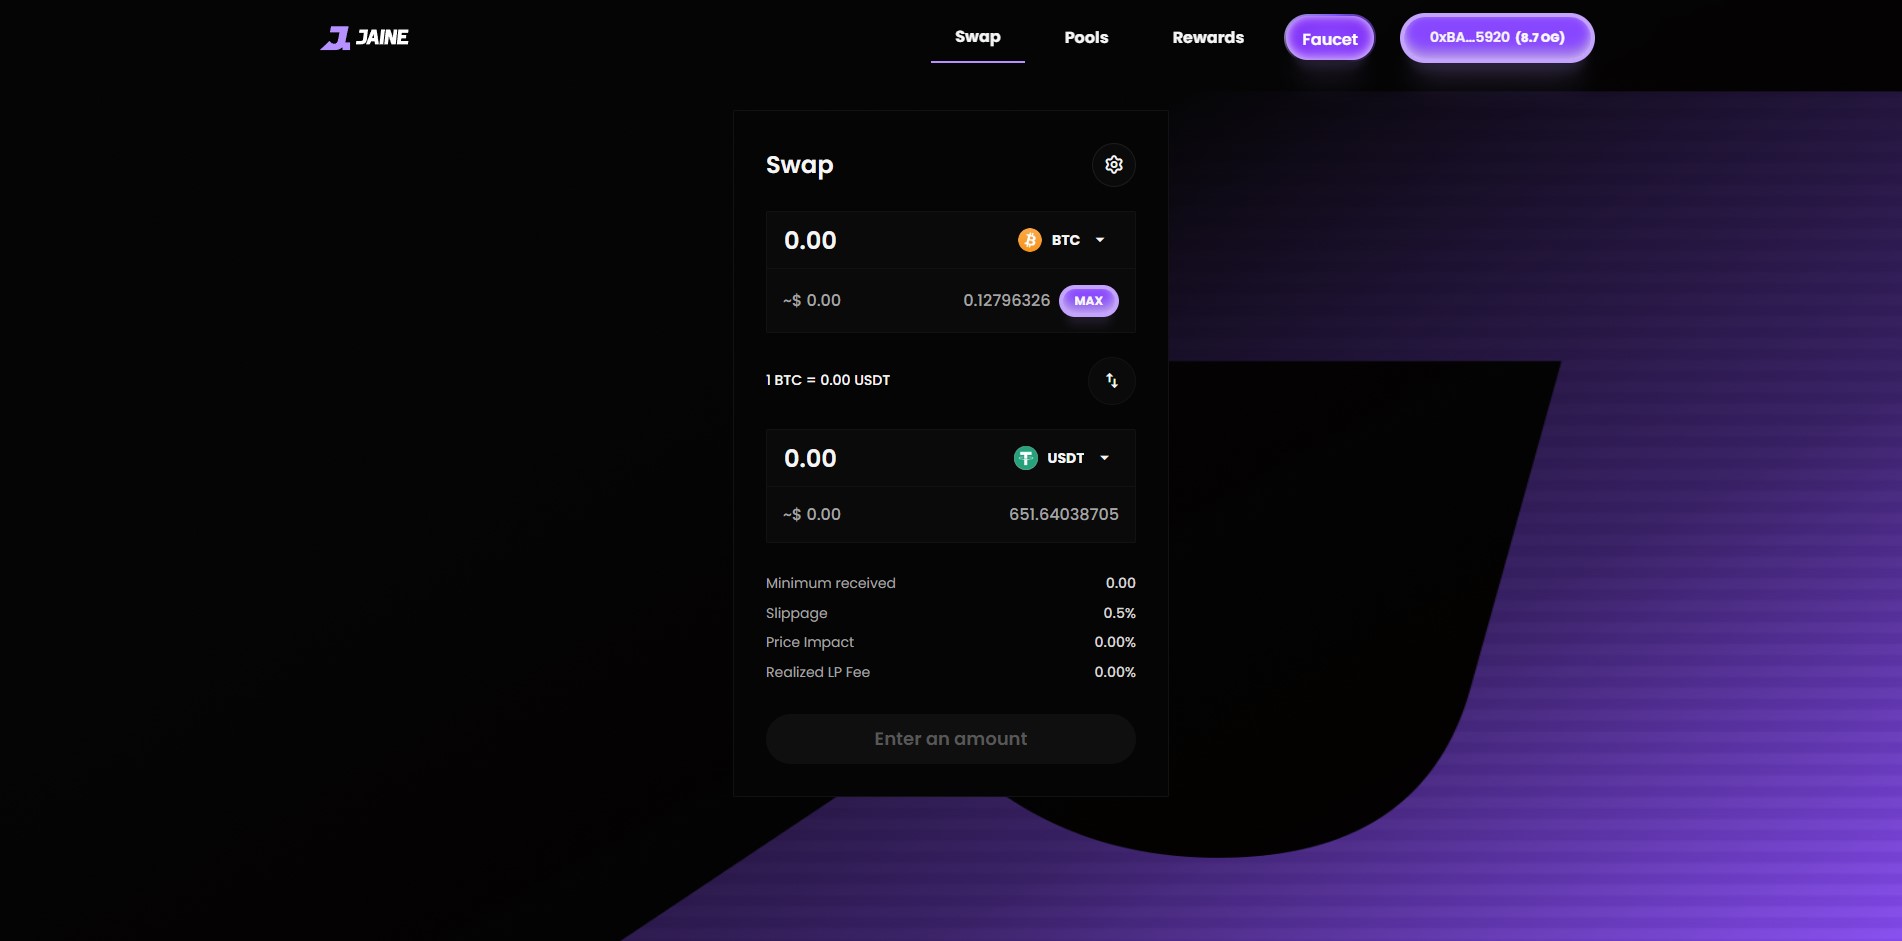 JAINE
Swap Pools Rewards Faucet 0xBA...5920 (8.7 OG)
Swap
0.00 BTC
~$ 0.00 0.12796326 MAX
1 BTC = 0.00 USDT
0.00 USDT
~$ 0.00 651.64038705
Minimum received 0.00
Slippage 0.5%
Price Impact 0.00%
Realized LP Fee 0.00%
Enter an amount